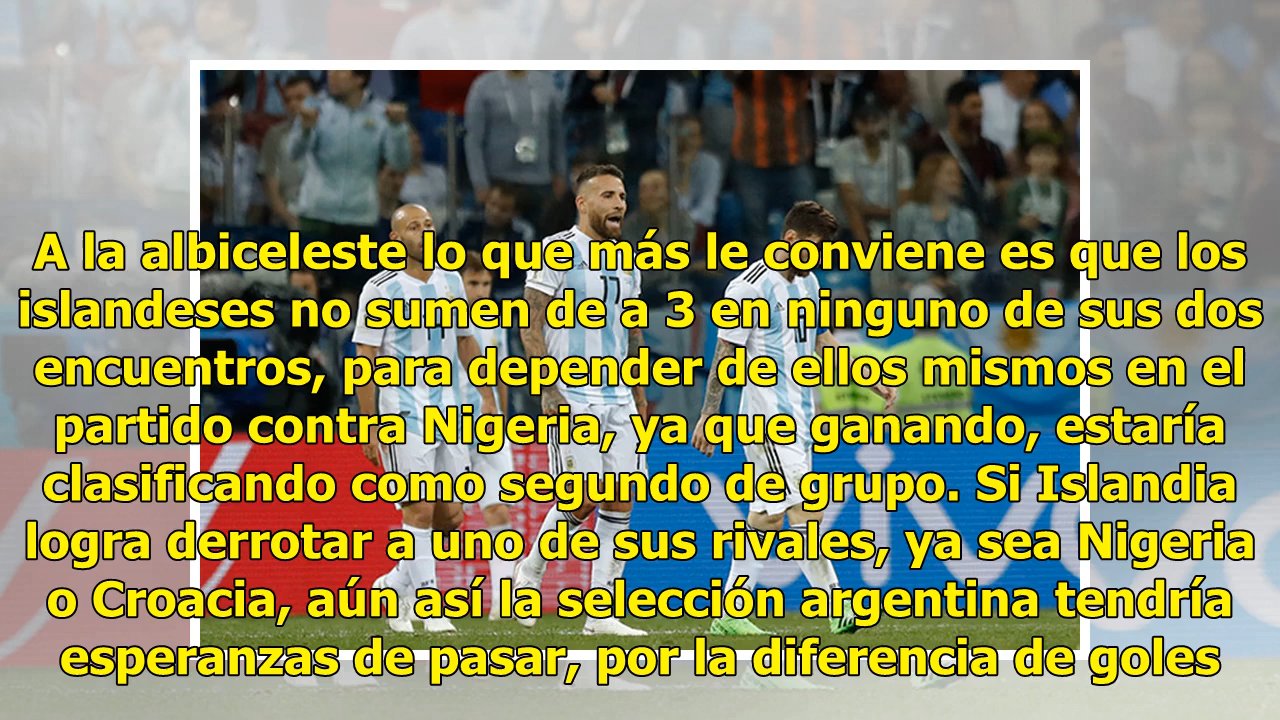 A la albiceleste lo que más le conviene es que los
islandeses no sumen de a 3 en ninguno de sus dos
encuentros, para depender de ellos mismos en el
partido contra Nigeria, ya que ganando, estaría
clasificando como segundo de grupo. Si Islandia
logra derrotar a uno de sus rivales, ya sea Nigeria
o Croacia, aún así la selección argentina tendría
esperanzas de pasar, por la diferencia de goles
17
10